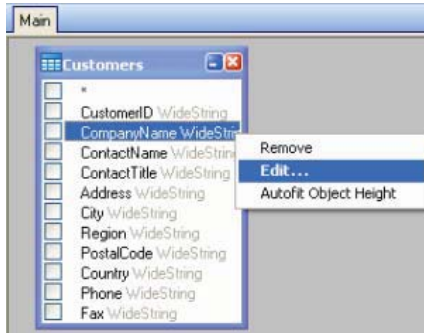 Main
Customers
*
CustomerID WideString
CompanyName WideStrin
ContactName WideString
ContactTitle WideString
Address WideString
City WideString
Region WideString
PostalCode WideString
Country WideString
Phone WideString
Fax WideString
Remove
Edit...
Autofit Object Height